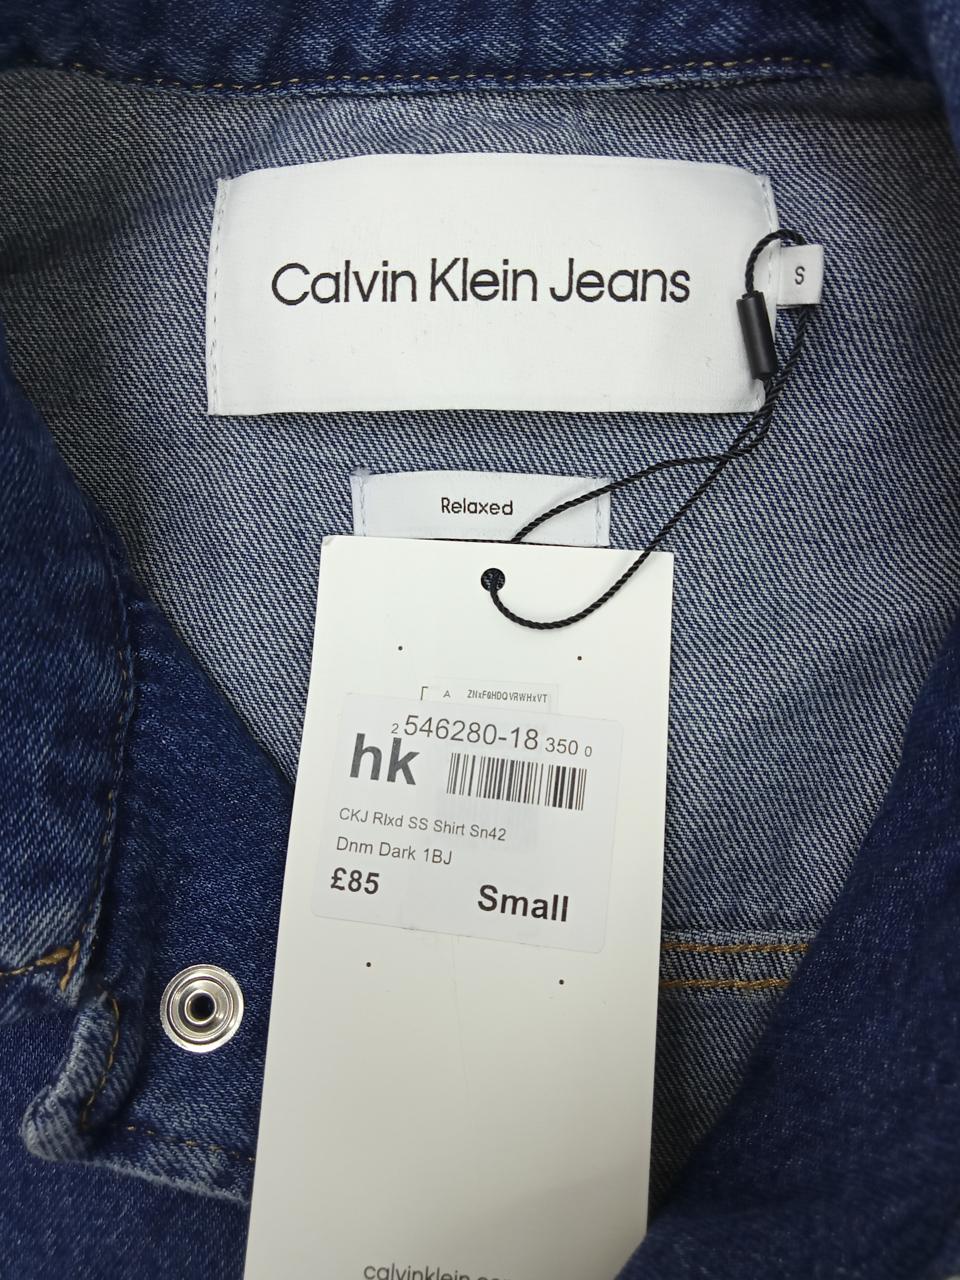 Calvin Klein Jeans
S
Relaxed
A ZNxF6HDQVRWHxVT
2 546280-18 350 0
hk
CKJ Rlxd SS Shirt Sn42
Dnm Dark 1BJ
£85 Small